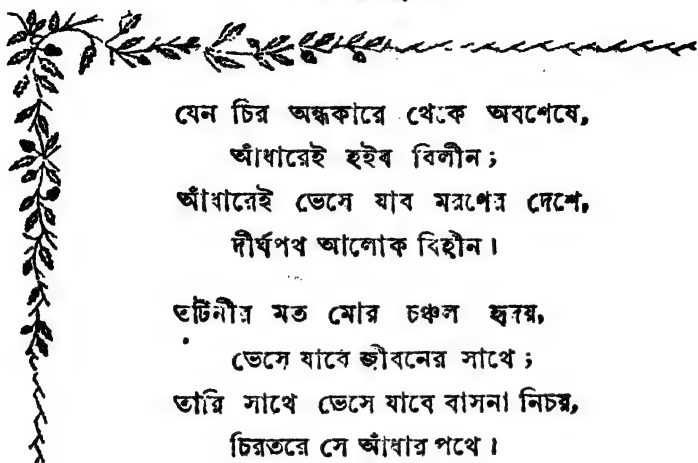 যেন চির অন্ধকারে থেকে অবশেষে,
আঁধারেই হইব বিলীন;
আঁধারেই ভেসে যাব মরণের দেশে,
দীর্ঘপথ আলোক বিহীন।
তটিনীর মত মোর চঞ্চল হৃদয়,
ভেসে যাবে জীবনের সাথে;
তারি সাথে ভেসে যাবে বাসনা নিচয়,
চিরতরে সে আঁধার পথে।